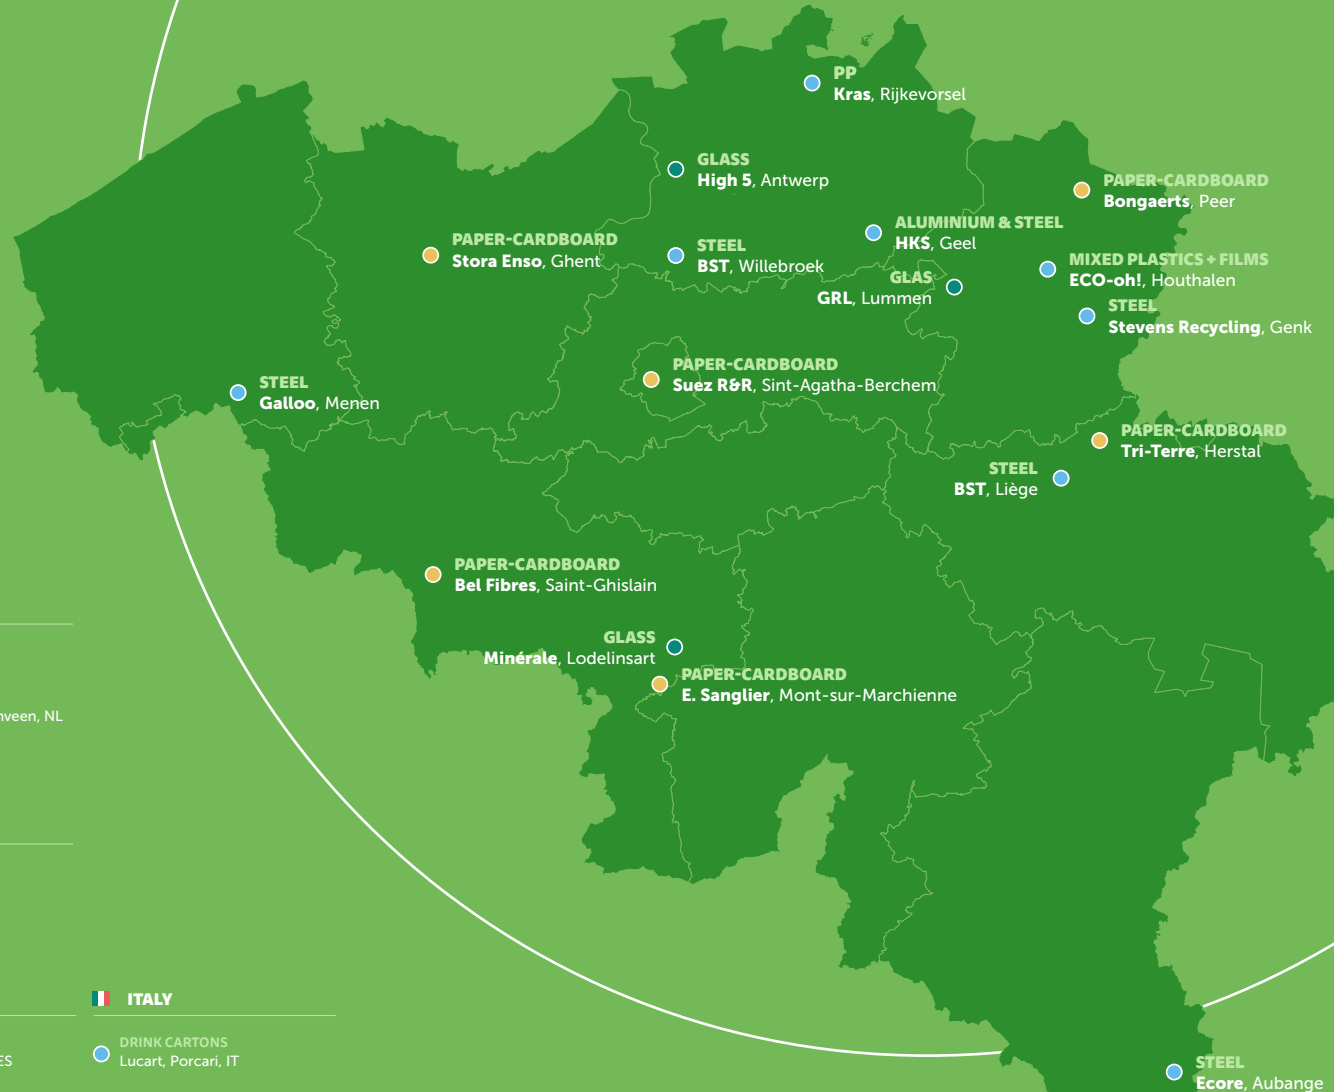 PP
Kras, Rijkevorsel
GLASS
High 5, Antwerp
PAPER-CARDBOARD
Bongaerts, Peer
ALUMINIUM & STEEL
HKS, Geel
PAPER-CARDBOARD
Stora Enso, Ghent
STEEL
BST, Willebroek
MIXED PLASTICS + FILMS
ECO-oh!, Houthalen
GLAS
GRL, Lummen
STEEL
Stevens Recycling, Genk
PAPER-CARDBOARD
Suez R&R, Sint-Agatha-Berchem
STEEL
Galloo, Menen
PAPER-CARDBOARD
Tri-Terre, Herstal
STEEL
BST, Liège
PAPER-CARDBOARD
Bel Fibres, Saint-Ghislain
GLASS
Minérale, Lodelinsart
PAPER-CARDBOARD
E. Sanglier, Mont-sur-Marchienne
NL
ITALY
DRINK CARTONS
Lucart, Porcari, IT
ES
STEEL
Ecore, Aubange